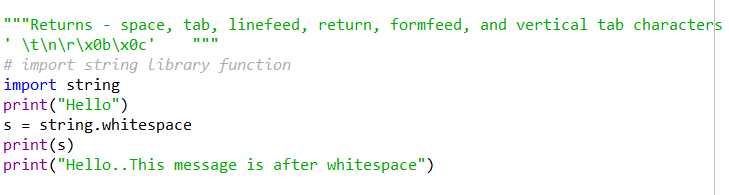 """Returns - space, tab, linefeed, return, formfeed, and vertical tab characters
' \t\n\r\x0b\x0c'    """
# import string library function
import string
print("Hello")
s = string.whitespace
print(s)
print("Hello..This message is after whitespace")